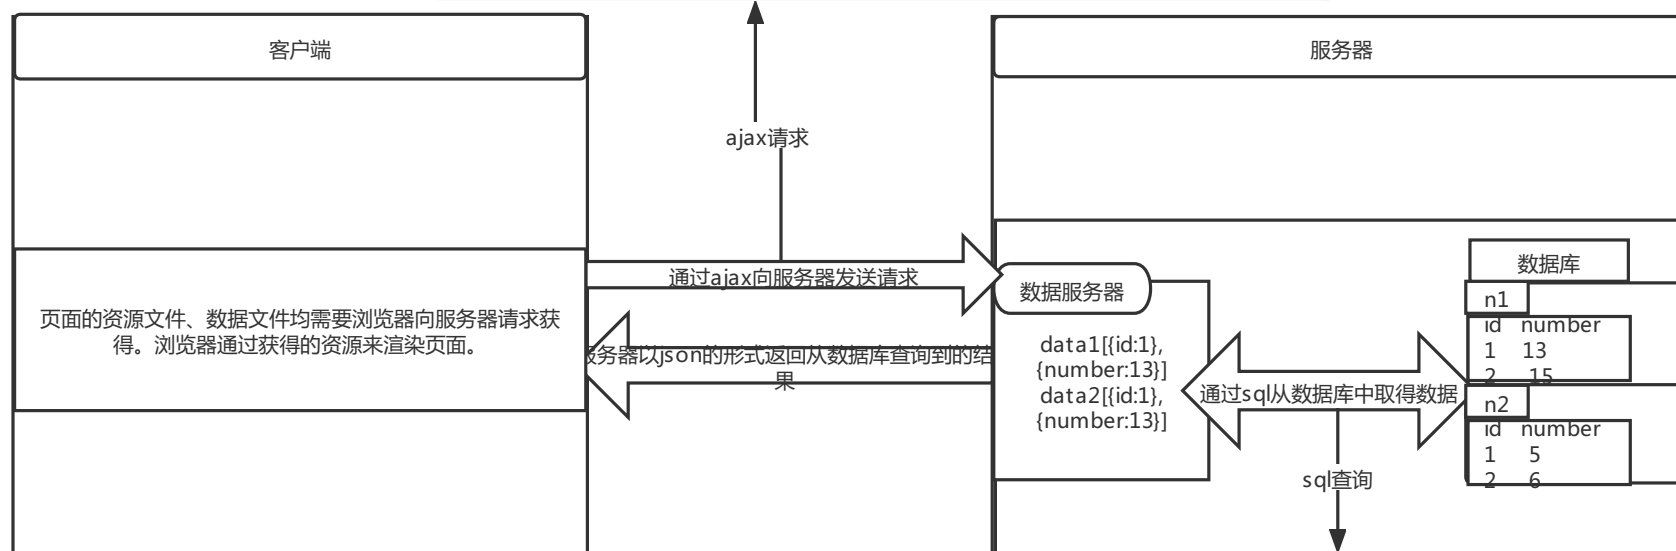 客户端
服务器
ajax请求
通过ajax向服务器发送请求
页面的资源文件、数据文件均需要浏览器向服务器请求获
得。浏览器通过获得的资源来渲染页面。
服务器以json的形式返回从数据库查询到的结
果
数据服务器
data1[{id:1},
{number:13}]
data2[{id:1},
{number:13}]
通过sql从数据库中取得数据
sql查询
数据库
n1
id number
1 13
2 15
n2
id number
1 5
2 6